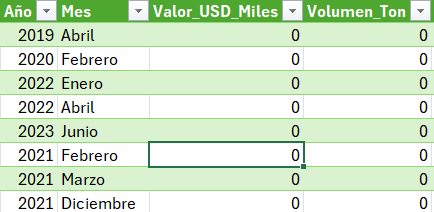 Año Mes Valor_USD_Miles Volumen_Ton
2019 Abril 0 0
2020 Febrero 0 0
2022 Enero 0 0
2022 Abril 0 0
2023 Junio 0 0
2021 Febrero 0 0
2021 Marzo 0 0
2021 Diciembre 0 0